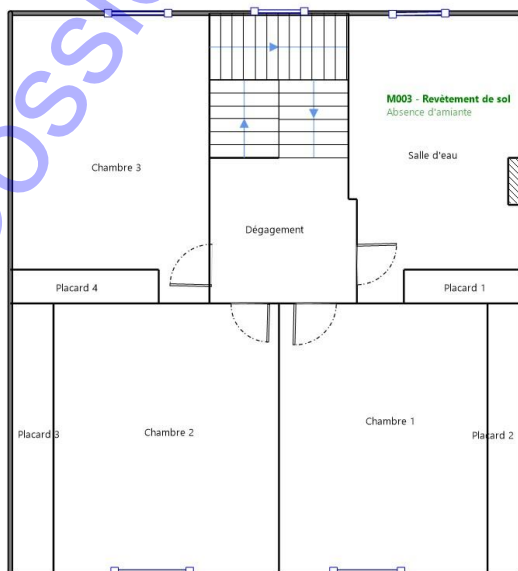 OSSI
M003 - Revêtement de sol
Absence d'amiante
Salle d'eau
Chambre 3
Dégagement
Placard 4
Placard 1
Placard 3
Chambre 2
Chambre 1
Placard 2